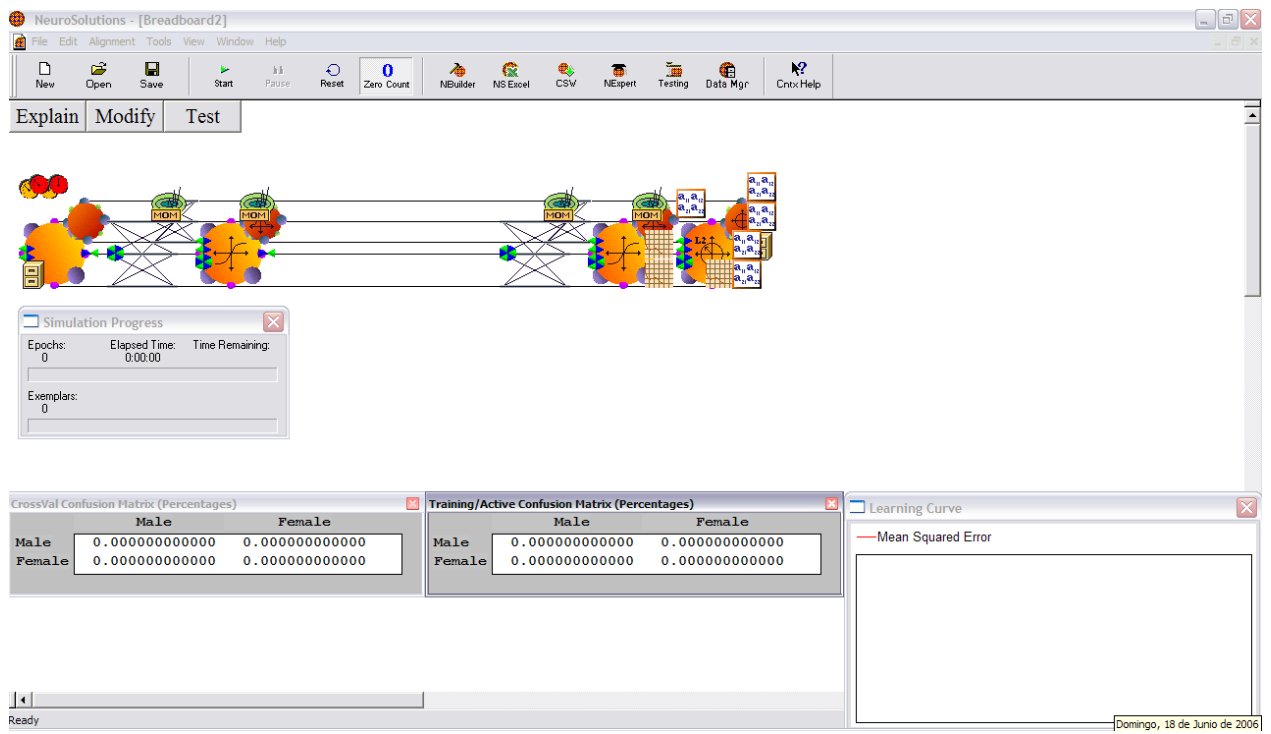 NeuroSolutions - [Breadboard2]
File Edit Alignment Tools View Window Help
New Open Save Start Pause Reset Zero Count NBuilder NS Excel CSW NExpert Testing Data Mgr Cntx Help
0
Explain Modify Test
MOM MOM MOM MOM
L2
Simulation Progress
Epochs: Elapsed Time: Time Remaining:
0 0:00:00
Exemplars:
0
CrossVal Confusion Matrix (Percentages)
Male Female
Male 0.000000000000 0.000000000000
Female 0.000000000000 0.000000000000
Training/Active Confusion Matrix (Percentages)
Male Female
Male 0.000000000000 0.000000000000
Female 0.000000000000 0.000000000000
Learning Curve
Mean Squared Error
Ready
Domingo, 18 de Junio de 2006